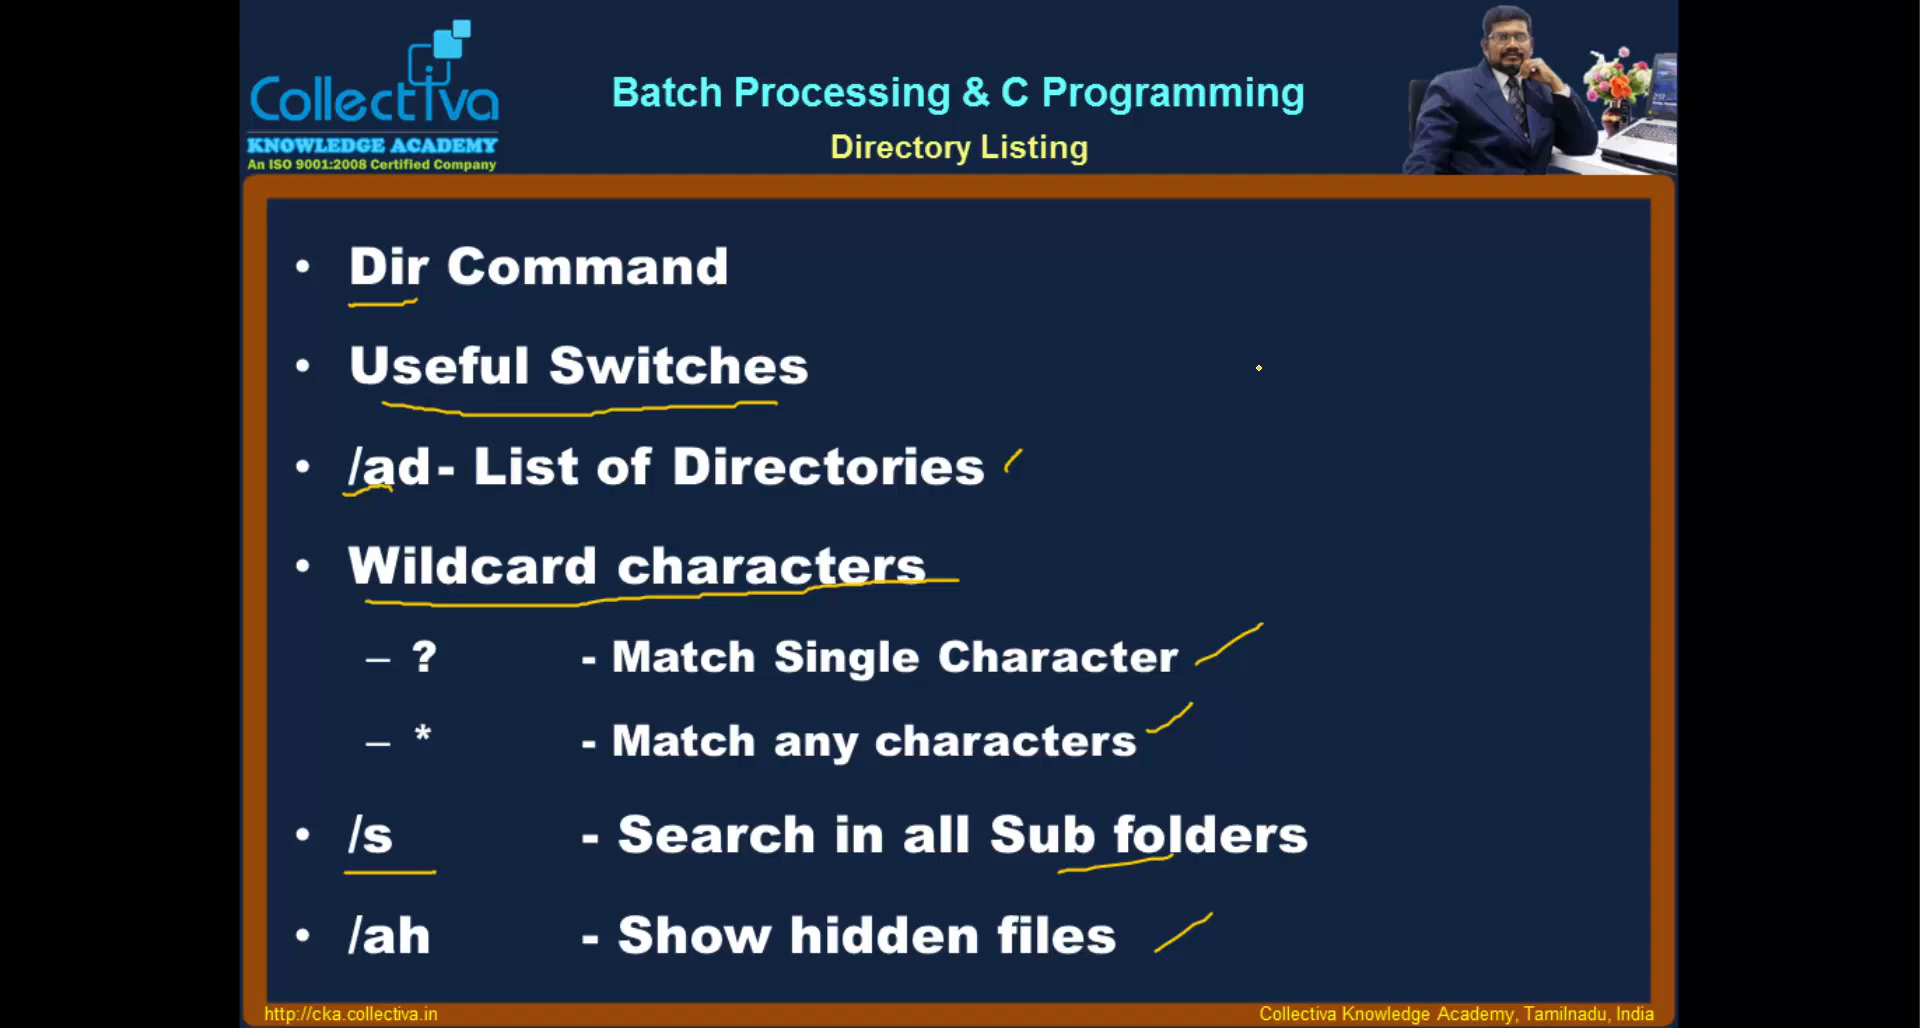 Collectiva
KNOWLEDGE ACADEMY
An ISO 9001:2008 Certified Company
Batch Processing & C Programming
Directory Listing
• Dir Command
• Useful Switches
• /ad- List of Directories
• Wildcard characters
– ? - Match Single Character
– * - Match any characters
• /s - Search in all Sub folders
• /ah - Show hidden files
http://cka.collectiva.in
Collectiva Knowledge Academy, Tamilnadu, India